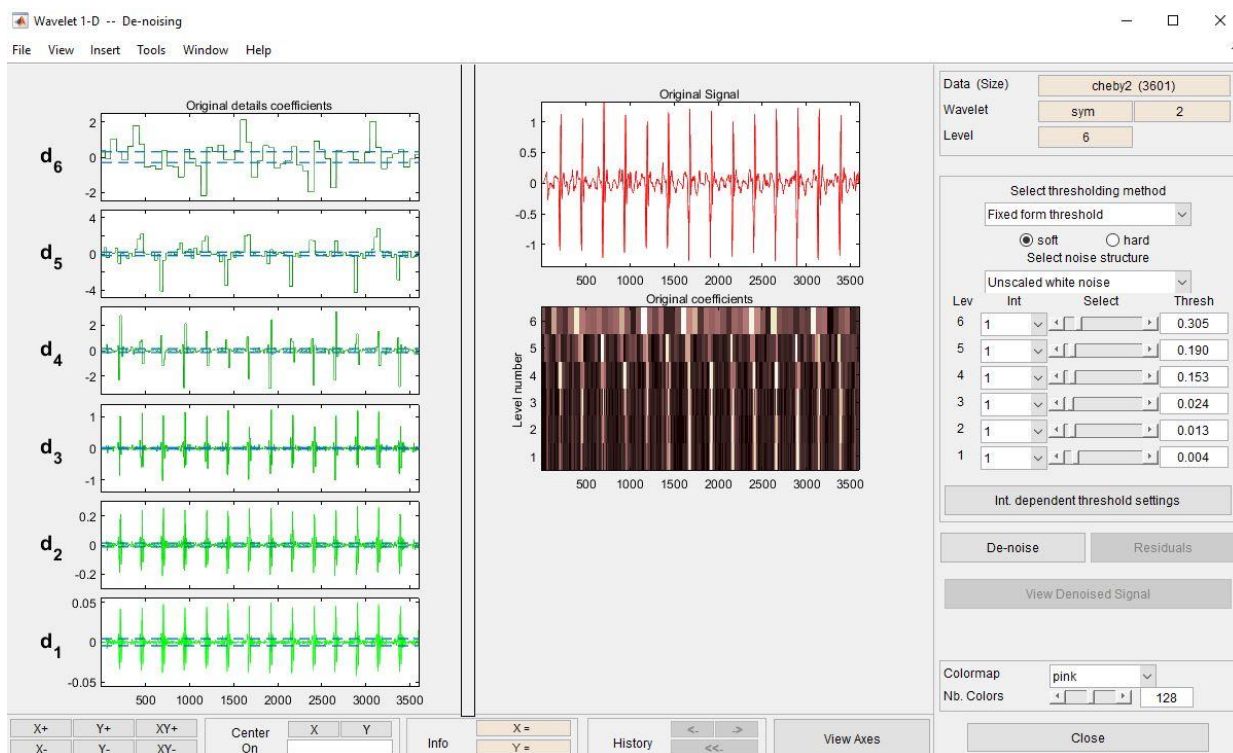 Wavelet 1-D -- De-noising
File View Insert Tools Window Help
Original details coefficients
d6
2
0
-2
d5
4
2
0
-2
-4
d4
2
0
-2
d3
1
0
-1
d2
0.2
0
-0.2
d1
0.05
0
-0.05
500 1000 1500 2000 2500 3000 3500
Original Signal
1
0.5
0
-0.5
-1
500 1000 1500 2000 2500 3000 3500
Original coefficients
Level number
6
5
4
3
2
1
500 1000 1500 2000 2500 3000 3500
Data (Size) cheby2 (3601)
Wavelet sym 2
Level 6
Select thresholding method
Fixed form threshold
soft hard
Select noise structure
Unscaled white noise
Lev Int Select Thresh
6 1 0.305
5 1 0.190
4 1 0.153
3 1 0.024
2 1 0.013
1 1 0.004
Int. dependent threshold settings
De-noise Residuals
View Denoised Signal
Colormap pink
Nb. Colors 128
Close
X+ Y+ XY+
X- Y- XY-
Center On
X Y
Info
X =
Y =
History
<- ->
<<-
View Axes